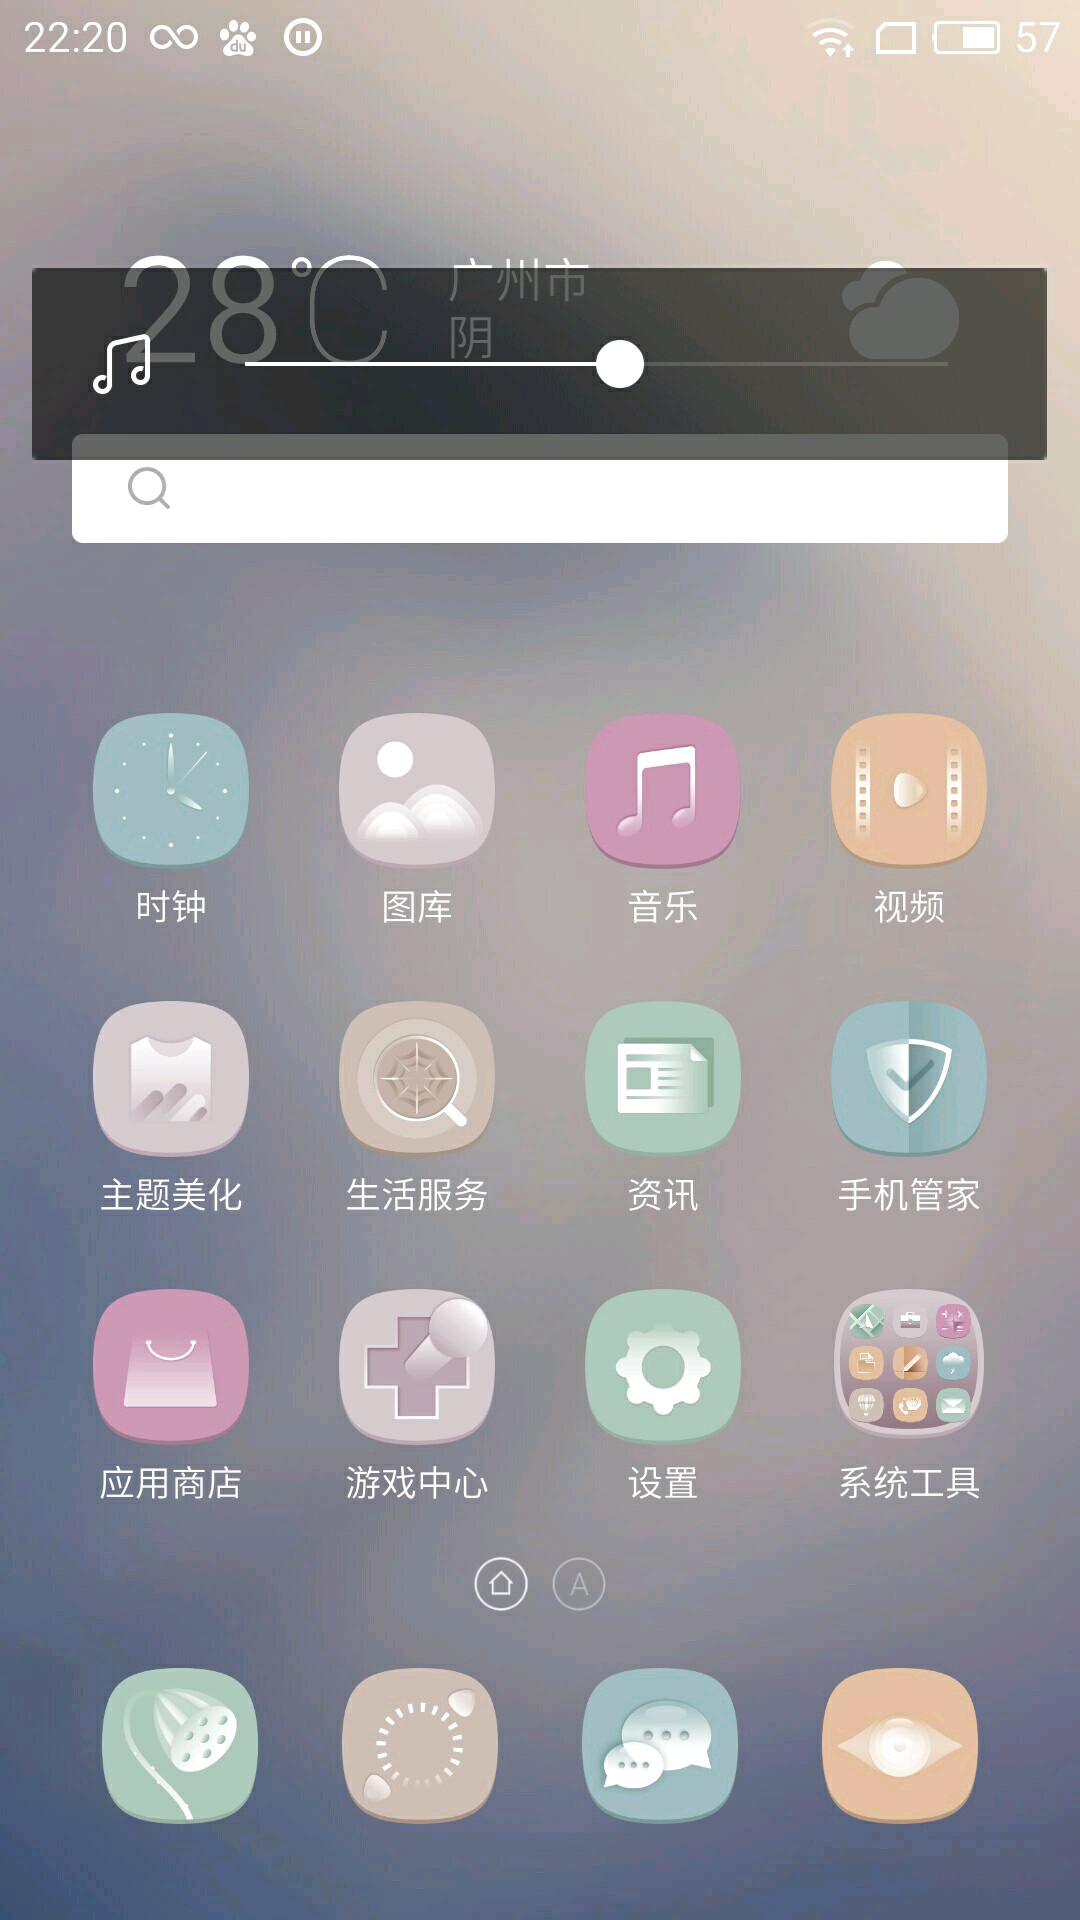 22:20 du 57
28℃ 广州市
阴
时钟 图库 音乐 视频
主题美化 生活服务 资讯 手机管家
应用商店 游戏中心 设置 系统工具
A